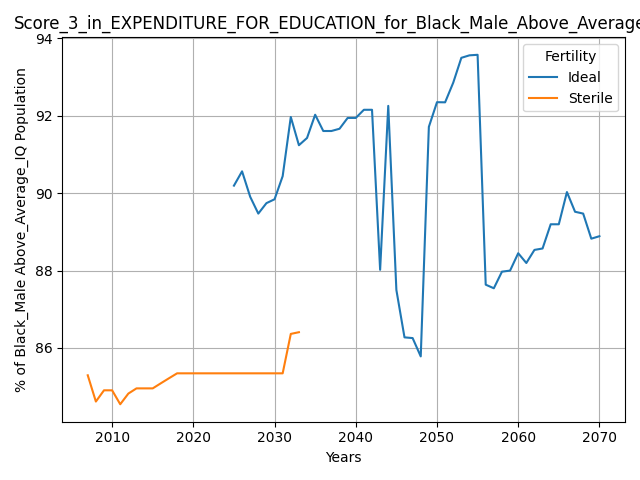 Score_3_in_EXPENDITURE_FOR_EDUCATION_for_Black_Male_Above_Average
% of Black_Male Above_Average_IQ Population
94
92
90
88
86
Fertility
Ideal
Sterile
2010 2020 2030 2040 2050 2060 2070
Years